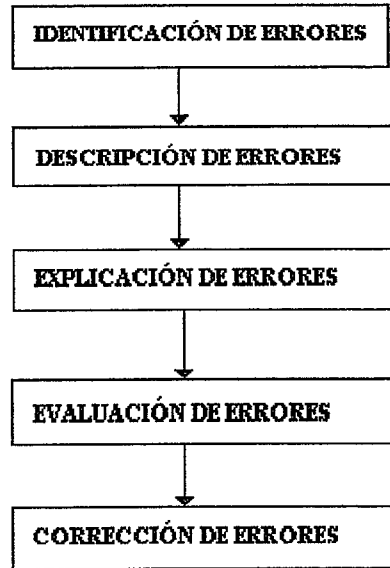 IDENTIFICACIÓN DE ERRORES
DESCRIPCIÓN DE ERRORES
EXPLICACIÓN DE ERRORES
EVALUACIÓN DE ERRORES
CORRECCIÓN DE ERRORES